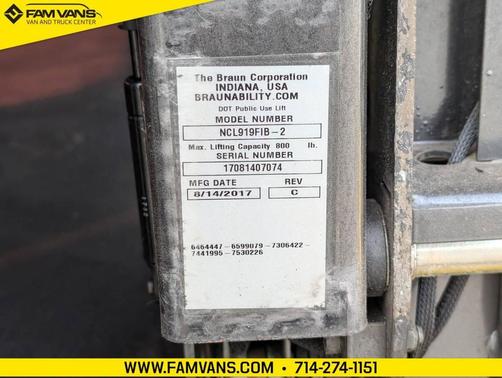 FAMVANS
VAN AND TRUCK CENTER
The Braun Corporation
INDIANA, USA
BRAUNABILITY.COM
DOT Public Use Lift
MODEL NUMBER
NCL919FIB-2
Max. Lifting Capacity 800 lb.
SERIAL NUMBER
17081407074
MFG DATE REV
8/14/2017 C
6464447-6599079-7306422-
7441995-7530226
WWW.FAMVANS.COM • 714-274-1151